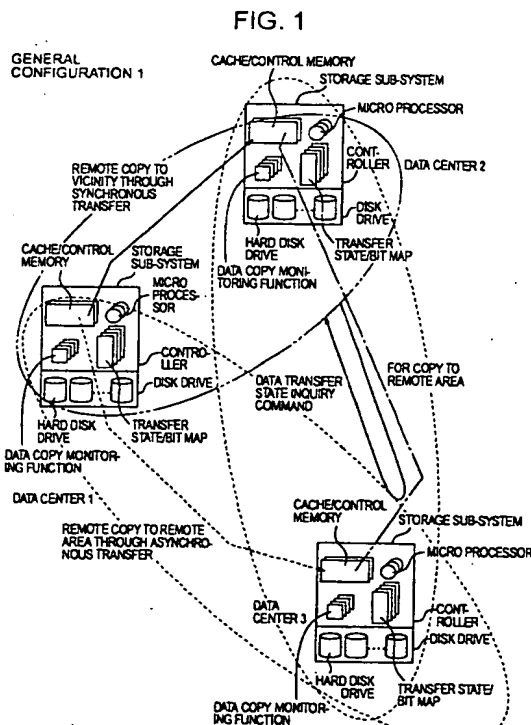 FIG. 1
GENERAL
CONFIGURATION 1
CACHE/CONTROL MEMORY
STORAGE SUB-SYSTEM
MICRO PROCESSOR
CONT-
ROLLER
DATA CENTER 2
DISK
DRIVE
HARD DISK
DRIVE
TRANSFER
STATE/BIT MAP
DATA COPY MONI-
TORING FUNCTION
REMOTE COPY TO
VICINITY THROUGH
SYNCHRONOUS
TRANSFER
CACHE/CONTROL
MEMORY
STORAGE SUB-SYSTEM
MICRO
PROCES-
SOR
CONTRO-
LLER
DISK DRIVE
HARD DISK
DRIVE
TRANSFER
STATE/BIT MAP
DATA COPY MONITOR-
ING FUNCTION
DATA CENTER 1
DATA TRANSFER
STATE INQUIRY
COMMAND
FOR COPY TO
REMOTE AREA
REMOTE COPY TO REMOTE
AREA THROUGH ASYNCHRO-
NOUS TRANSFER
CACHE/CONTROL
MEMORY
STORAGE SUB-SYSTEM
MICRO PROCESSOR
DATA
CENTER 3
CONT-
ROLLER
DISK DRIVE
HARD DISK
DRIVE
TRANSFER STATE/
BIT MAP
DATA COPY MONITOR-
ING FUNCTION